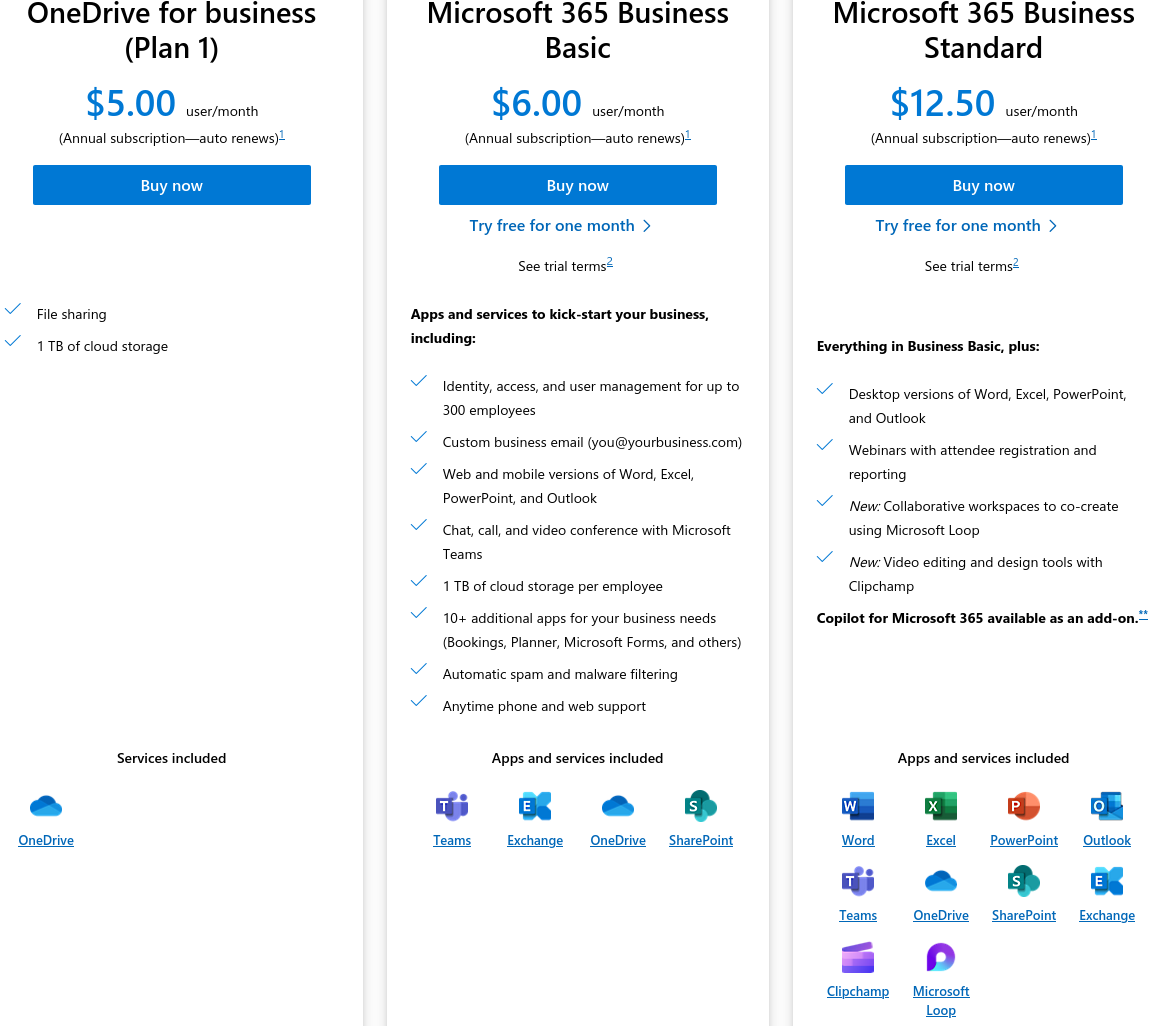 OneDrive for business
(Plan 1)
$5.00 user/month
(Annual subscription—auto renews)1
Buy now
File sharing
1 TB of cloud storage
Services included
OneDrive
Microsoft 365 Business
Basic
$6.00 user/month
(Annual subscription—auto renews)1
Buy now
Try free for one month
See trial terms2
Apps and services to kick-start your business,
including:
Identity, access, and user management for up to
300 employees
Custom business email (you@yourbusiness.com)
Web and mobile versions of Word, Excel,
PowerPoint, and Outlook
Chat, call, and video conference with Microsoft
Teams
1 TB of cloud storage per employee
10+ additional apps for your business needs
(Bookings, Planner, Microsoft Forms, and others)
Automatic spam and malware filtering
Anytime phone and web support
Apps and services included
Teams Exchange OneDrive SharePoint
Microsoft 365 Business
Standard
$12.50 user/month
(Annual subscription—auto renews)1
Buy now
Try free for one month
See trial terms2
Everything in Business Basic, plus:
Desktop versions of Word, Excel, PowerPoint,
and Outlook
Webinars with attendee registration and
reporting
New: Collaborative workspaces to co-create
using Microsoft Loop
New: Video editing and design tools with
Clipchamp
Copilot for Microsoft 365 available as an add-on.**
Apps and services included
Word Excel PowerPoint Outlook
Teams OneDrive SharePoint Exchange
Clipchamp Microsoft
Loop